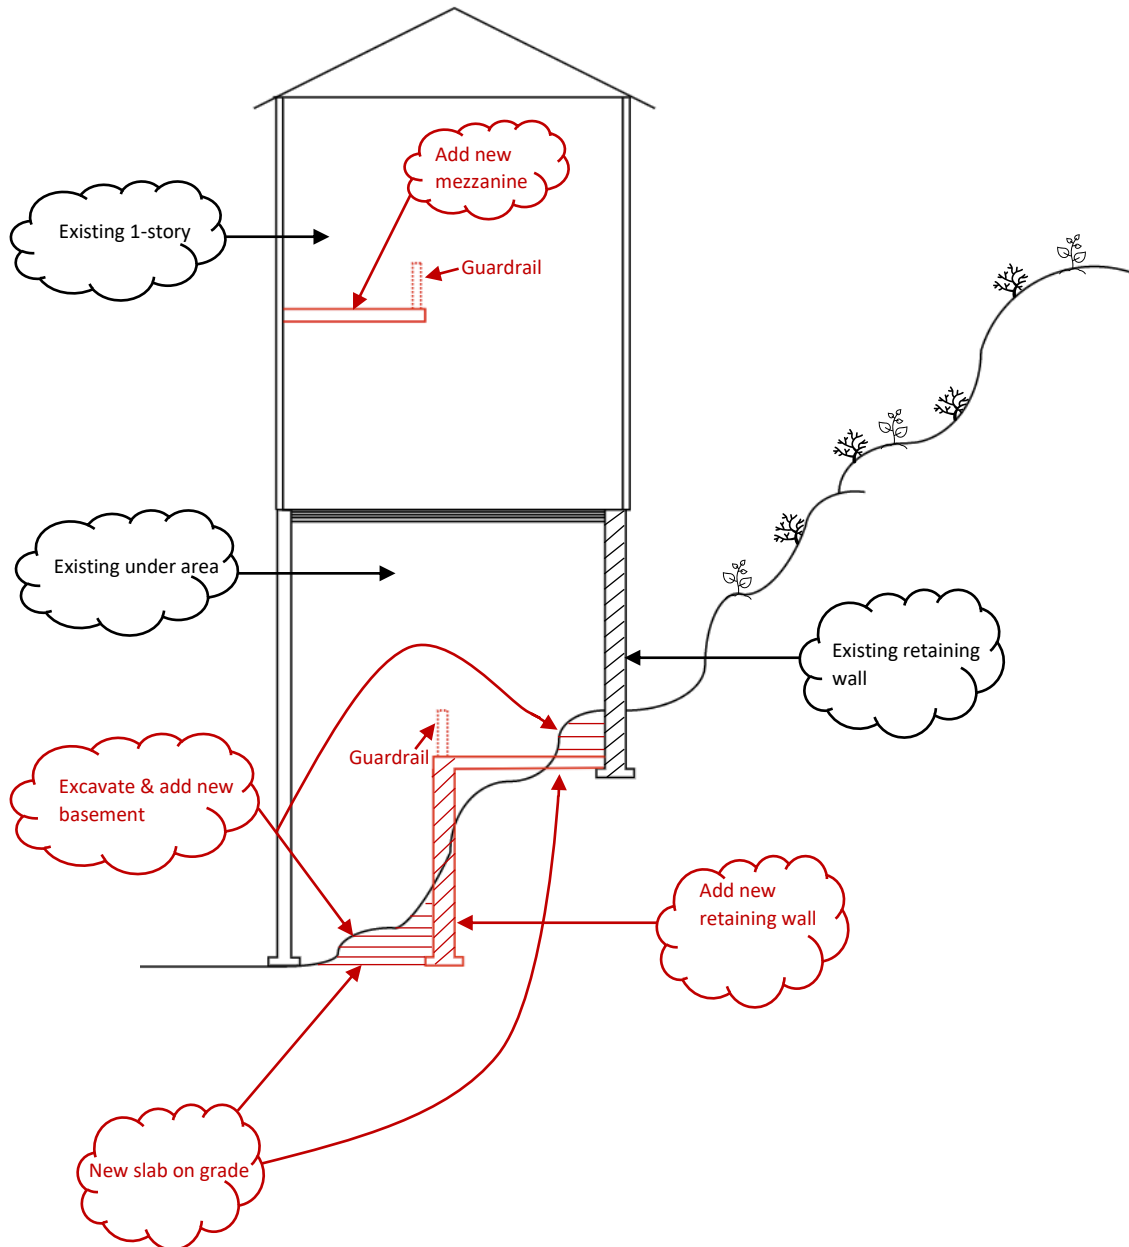 Add new
mezzanine
Existing 1-story
Guardrail
Existing under area
Existing retaining
wall
Guardrail
Excavate & add new
basement
Add new
retaining wall
New slab on grade